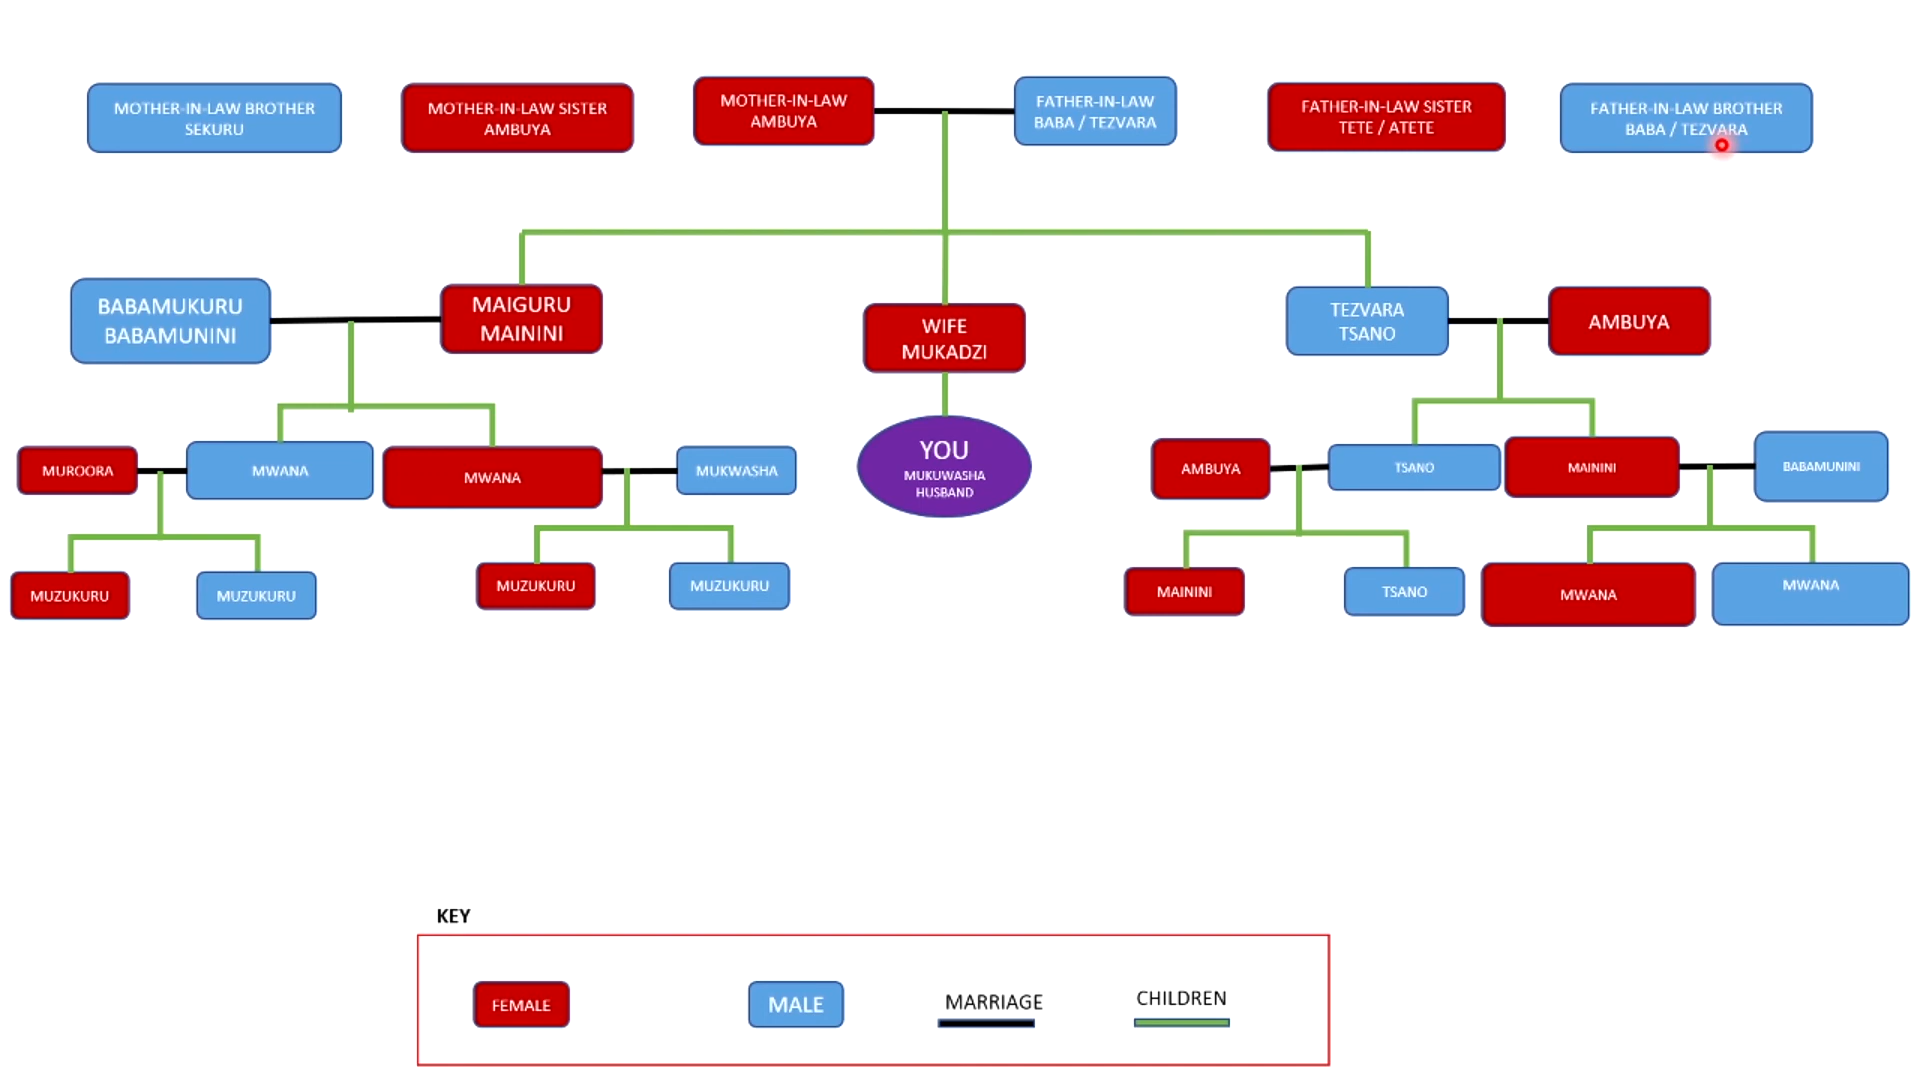 MOTHER-IN-LAW BROTHER
SEKURU
MOTHER-IN-LAW SISTER
AMBUYA
MOTHER-IN-LAW
AMBUYA
FATHER-IN-LAW
BABA / TEZVARA
FATHER-IN-LAW SISTER
TETE / ATETE
FATHER-IN-LAW BROTHER
BABA / TEZVARA
BABAMUKURU
BABAMUNINI
MAIGURU
MAININI
WIFE
MUKADZI
TEZVARA
TSANO
AMBUYA
MUROORA
MWANA
MWANA
MUKWASHA
YOU
MUKUWASHA
HUSBAND
AMBUYA
TSANO
MAININI
BABAMUNINI
MUZUKURU
MUZUKURU
MUZUKURU
MUZUKURU
MAININI
TSANO
MWANA
MWANA
KEY
FEMALE
MALE
MARRIAGE
CHILDREN